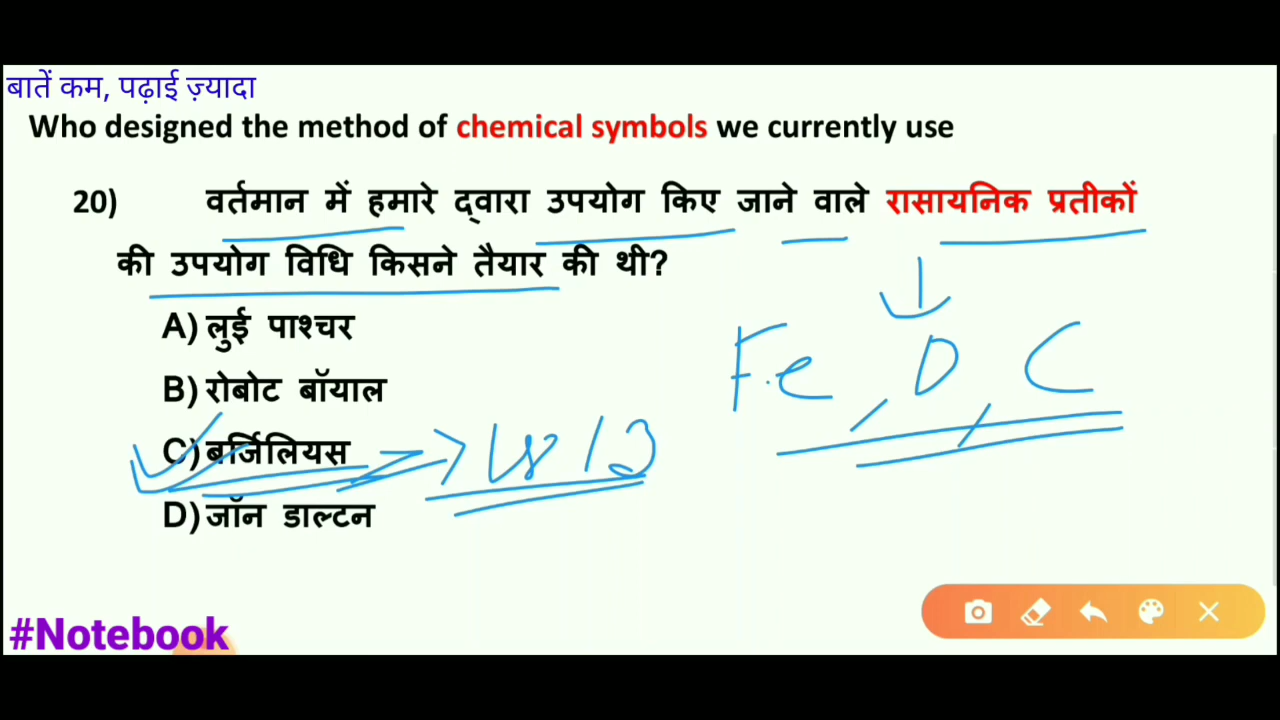 बातें कम, पढ़ाई ज़्यादा
Who designed the method of chemical symbols we currently use
20) वर्तमान में हमारे द्वारा उपयोग किए जाने वाले रासायनिक प्रतीकों
की उपयोग विधि किसने तैयार की थी?
A) लुई पाश्चर
B) रोबोट बॉयाल
C) बर्जिलियस
D) जॉन डाल्टन
Fe, O, C
#Notebook